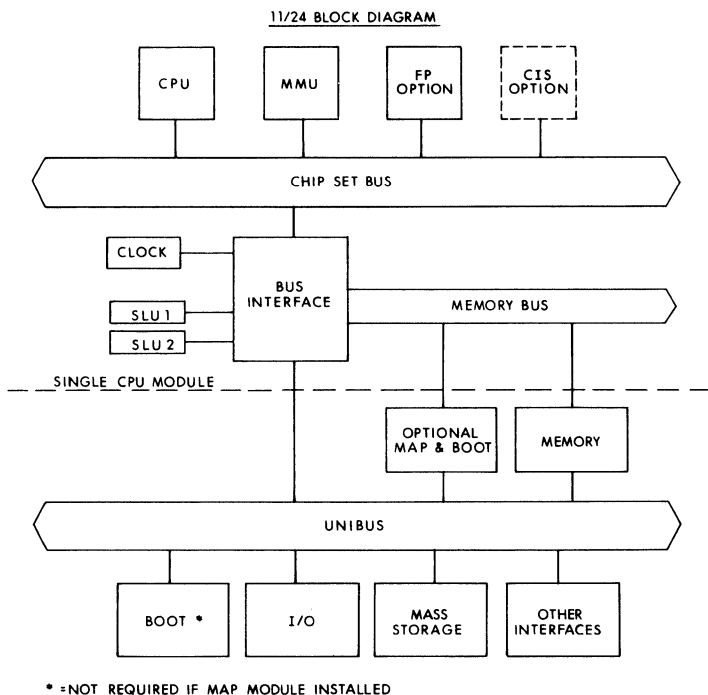 11/24 BLOCK DIAGRAM
CPU
MMU
FP
OPTION
CIS
OPTION
CHIP SET BUS
CLOCK
SLU 1
SLU 2
BUS
INTERFACE
MEMORY BUS
SINGLE CPU MODULE
OPTIONAL
MAP & BOOT
MEMORY
UNIBUS
BOOT *
I/O
MASS
STORAGE
OTHER
INTERFACES
* =NOT REQUIRED IF MAP MODULE INSTALLED